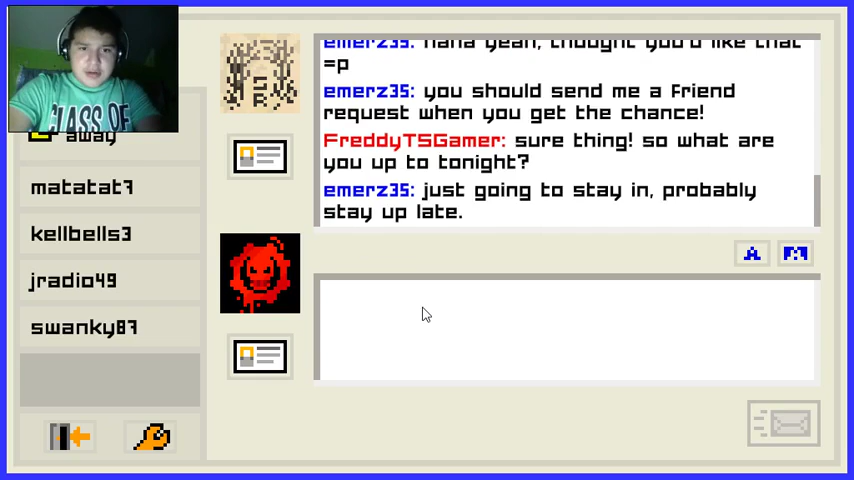 CLASS OF
away
matatat7
kellbells3
jradio49
swanky87
emerz35: haha yeah, thought you'd like that
=p
emerz35: you should send me a friend
request when you get the chance!
FreddyTSGamer: sure thing! so what are
you up to tonight?
emerz35: just going to stay in, probably
stay up late.
A